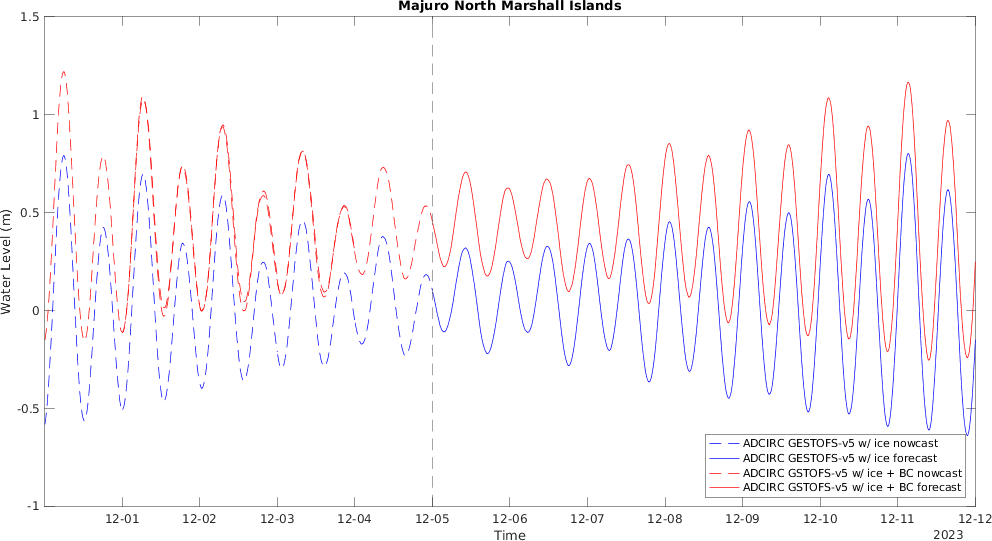 Majuro North Marshall Islands
1.5
1
0.5
0
-0.5
-1
Water Level (m)
12-01 12-02 12-03 12-04 12-05 12-06 12-07 12-08 12-09 12-10 12-11 12-12
Time
2023
ADCIRC GESTOFS-v5 w/ ice nowcast
ADCIRC GESTOFS-v5 w/ ice forecast
ADCIRC GSTOFS-v5 w/ ice + BC nowcast
ADCIRC GSTOFS-v5 w/ ice + BC forecast